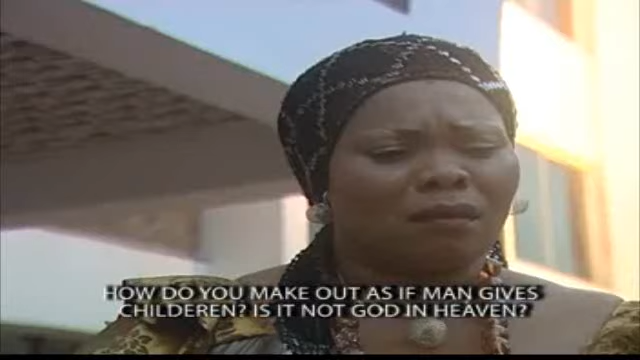 HOW DO YOU MAKE OUT AS IF MAN GIVES
CHILDEREN? IS IT NOT GOD IN HEAVEN?